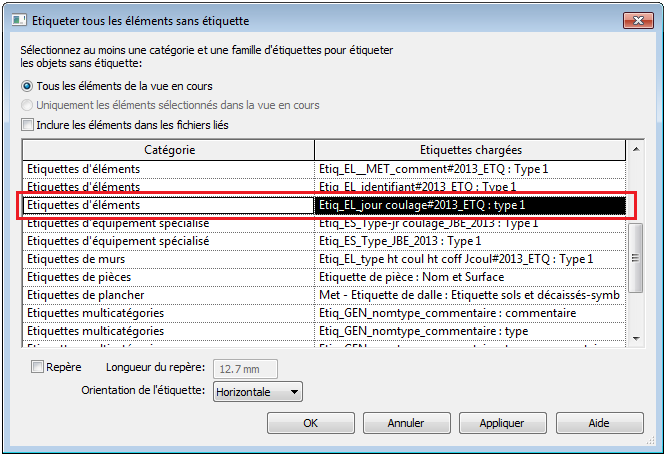 Etiqueter tous les éléments sans étiquette
Sélectionnez au moins une catégorie et une famille d'étiquettes pour étiqueter
les objets sans étiquette:
Tous les éléments de la vue en cours
Uniquement les éléments sélectionnés dans la vue en cours
Inclure les éléments dans les fichiers liés
Catégorie Etiquettes chargées
Etiquettes d'éléments Etiq_EL__MET_comment#2013_ETQ : Type 1
Etiquettes d'éléments Etiq_EL_identifiant#2013_ETQ : Type 1
Etiquettes d'éléments Etiq_EL_jour coulage#2013_ETQ : type 1
Etiquettes d'équipement spécialisé Etiq_ES_Type-jr coulage_JBE_2013 : Type 1
Etiquettes d'équipement spécialisé Etiq_ES_Type_JBE_2013 : Type 1
Etiquettes de murs Etiq_EL_type ht coul ht coff Jcoul#2013_ETQ : Type 1
Etiquettes de pièces Etiquette de pièce : Nom et Surface
Etiquettes de plancher Met - Etiquette de dalle : Etiquette sols et décaissés-symb
Etiquettes multicatégories Etiq_GEN_nomtype_commentaire : commentaire
Etiquettes multicatégories Etiq_GEN_nomtype_commentaire : type
Etiquettes multicatégories
Repère Longueur du repère: 12.7 mm
Orientation de l'étiquette: Horizontale
OK Annuler Appliquer Aide